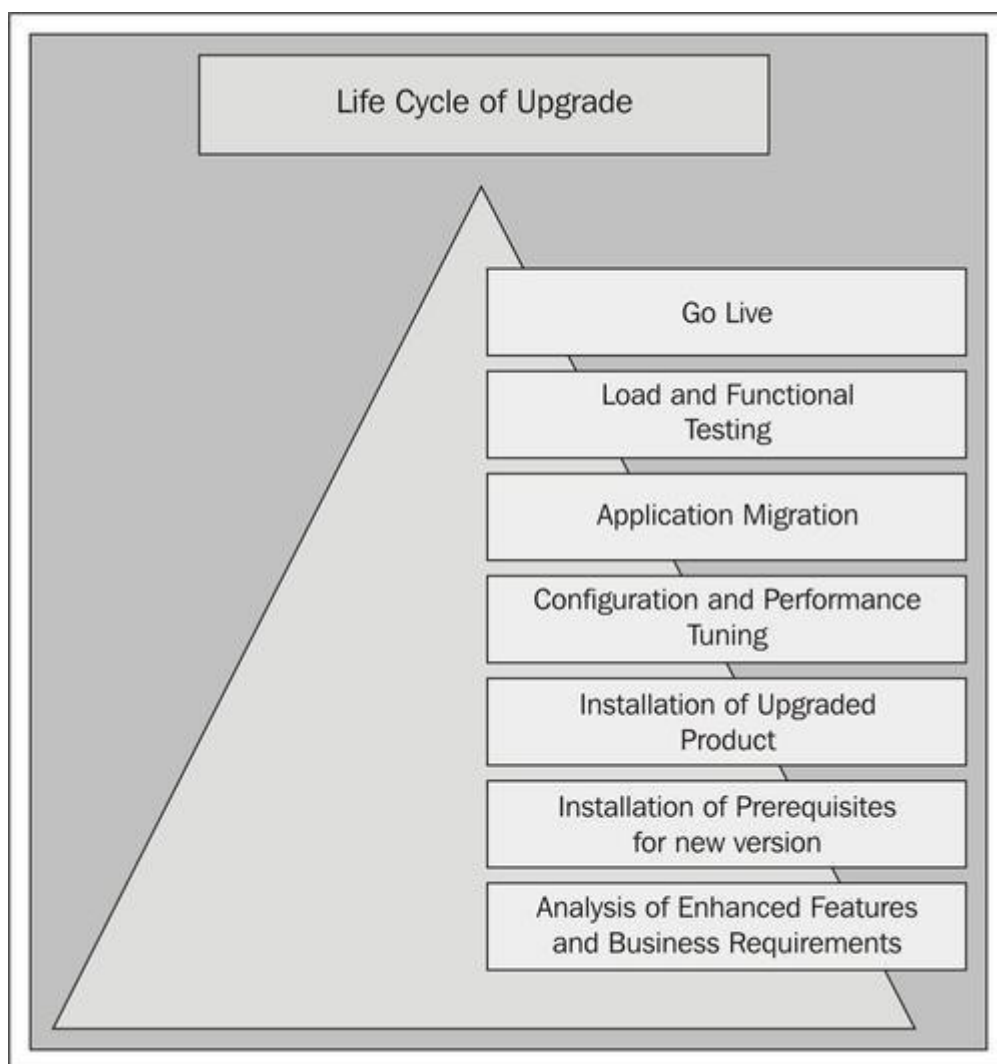 Life Cycle of Upgrade
Go Live
Load and Functional
Testing
Application Migration
Configuration and Performance
Tuning
Installation of Upgraded
Product
Installation of Prerequisites
for new version
Analysis of Enhanced Features
and Business Requirements